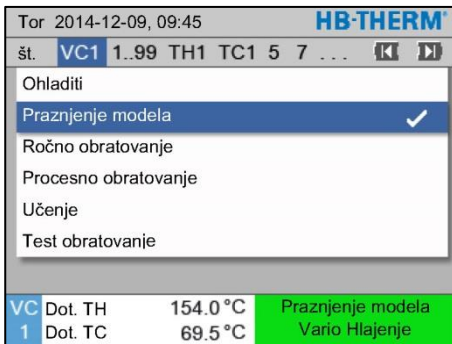 Tor 2014-12-09, 09:45 HB-THERM®
št. VC1 1..99 TH1 TC1 5 7 ...
Ohladiti
Praznjenje modela
Ročno obratovanje
Procesno obratovanje
Učenje
Test obratovanje
VC Dot. TH 154.0 °C Praznjenje modela
1 Dot. TC 69.5 °C Vario Hlajenje